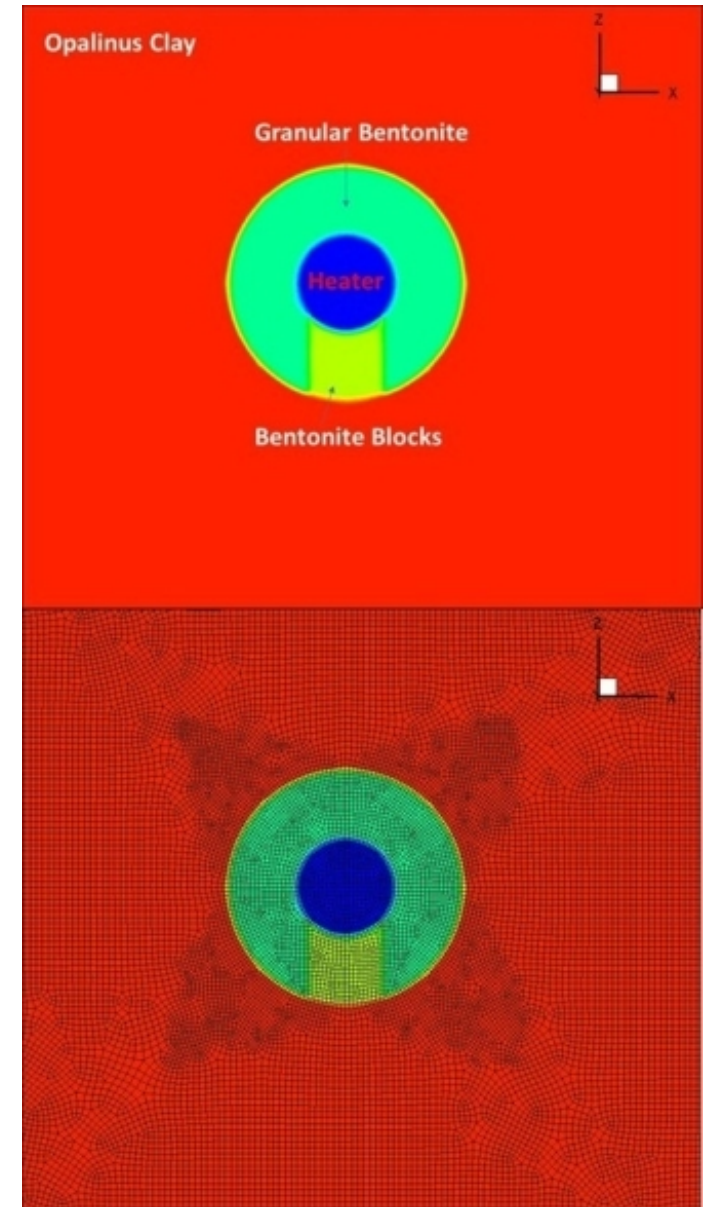 Opalinus Clay
Z
X
Granular Bentonite
Heater
Bentonite Blocks
Z
X